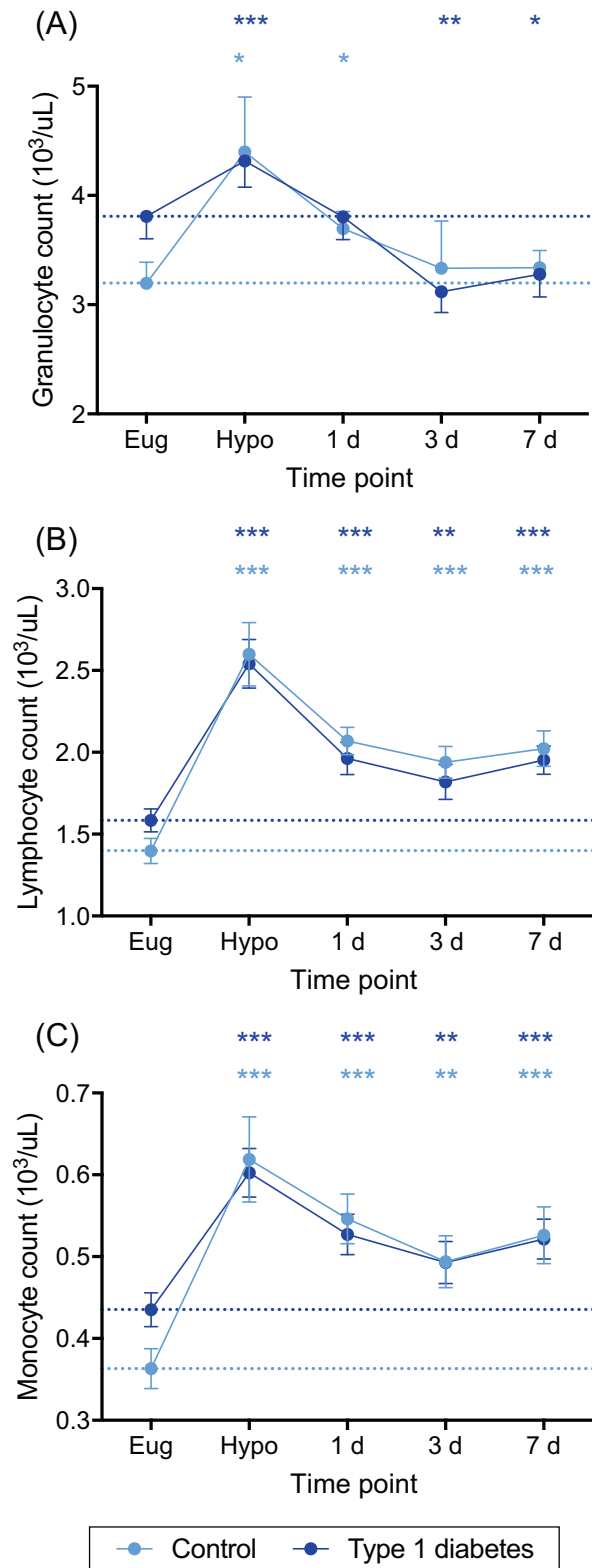 (A)
*** ** *
* *
Granulocyte count (10³/uL)
5
4
3
2
Eug Hypo 1 d 3 d 7 d
Time point
(B)
*** *** ** ***
*** *** *** ***
Lymphocyte count (10³/uL)
3.0
2.5
2.0
1.5
1.0
Eug Hypo 1 d 3 d 7 d
Time point
(C)
*** *** ** ***
*** *** ** ***
Monocyte count (10³/uL)
0.7
0.6
0.5
0.4
0.3
Eug Hypo 1 d 3 d 7 d
Time point
Control Type 1 diabetes